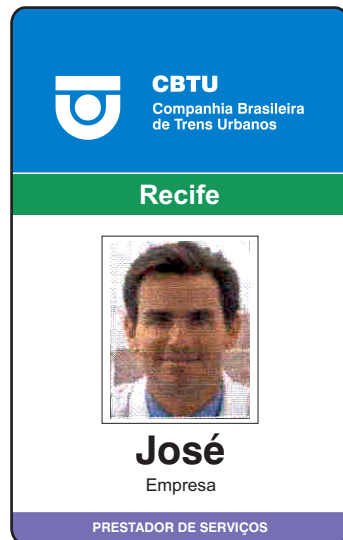 CBTU
Companhia Brasileira
de Trens Urbanos
Recife
José
Empresa
PRESTADOR DE SERVIÇOS